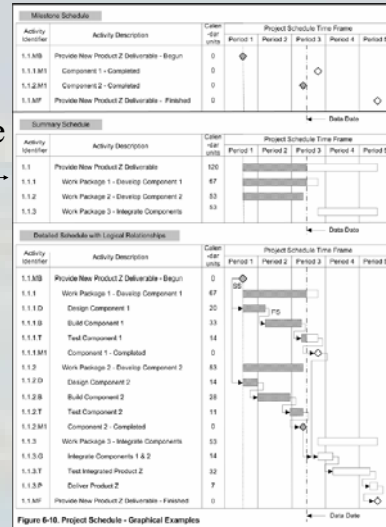 e
Milestone Schedule
Activity Identifier Activity Description Calen-dar units Project Schedule Time Frame
Period 1 Period 2 Period 3 Period 4 Period 5
1.1.MB Provide New Product Z Deliverable - Begun 0
1.1.1.M1 Component 1 - Completed 0
1.1.2.M1 Component 2 - Completed 0
1.1.MF Provide New Product Z Deliverable - Finished 0
Data Date
Summary Schedule
Activity Identifier Activity Description Calen-dar units Project Schedule Time Frame
Period 1 Period 2 Period 3 Period 4 Period 5
1.1 Provide New Product Z Deliverable 120
1.1.1 Work Package 1 - Develop Component 1 67
1.1.2 Work Package 2 - Develop Component 2 53
1.1.3 Work Package 3 - Integrate Components 53
Data Date
Detailed Schedule with Logical Relationships
Activity Identifier Activity Description Calen-dar units Project Schedule Time Frame
Period 1 Period 2 Period 3 Period 4 Period 5
1.1.MB Provide New Product Z Deliverable - Begun 0
SS
1.1.1 Work Package 1 - Develop Component 1 67
1.1.1.D Design Component 1 20
FS
1.1.1.B Build Component 1 33
1.1.1.T Test Component 1 14
1.1.1.M1 Component 1 - Completed 0
1.1.2 Work Package 2 - Develop Component 2 53
1.1.2.D Design Component 2 14
1.1.2.B Build Component 2 28
1.1.2.T Test Component 2 11
1.1.2.M1 Component 2 - Completed 0
1.1.3 Work Package 3 - Integrate Components 53
1.1.3.G Integrate Components 1 & 2 14
1.1.3.T Test Integrated Product Z 32
1.1.3.P Deliver Product Z 7
1.1.MF Provide New Product Z Deliverable - Finished 0
Data Date
Figure 6-10. Project Schedule - Graphical Examples